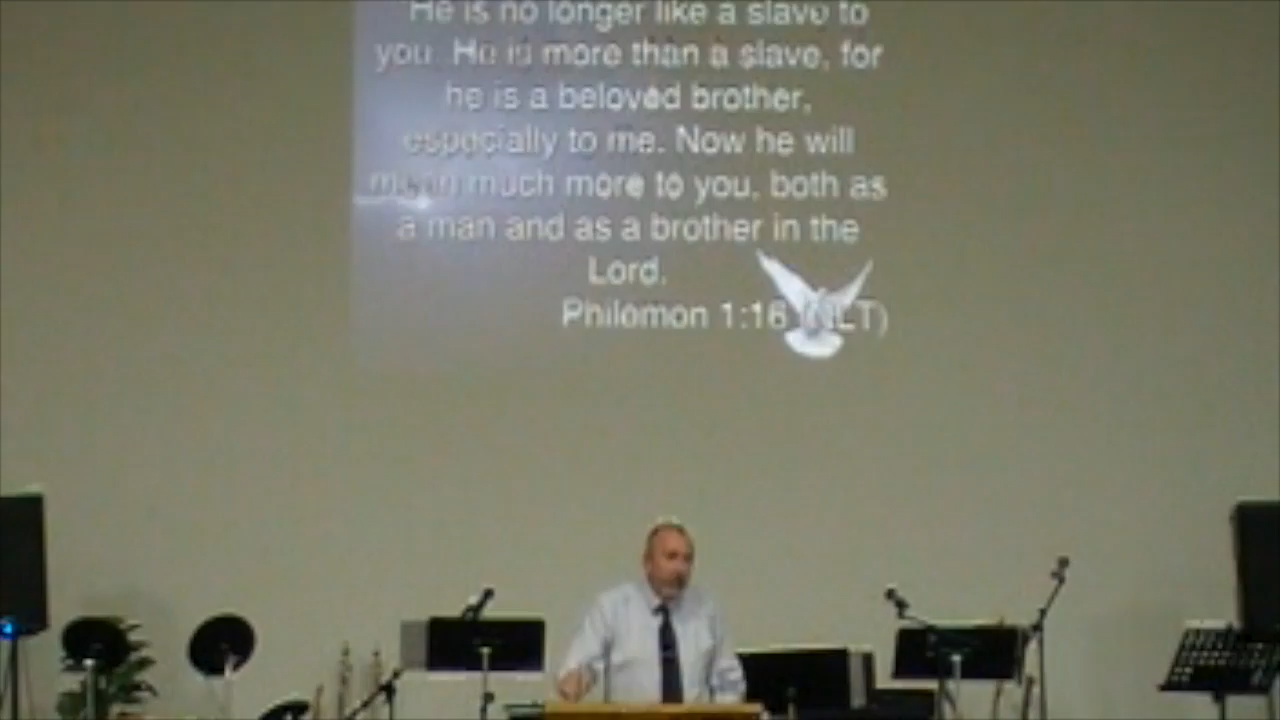 He is no longer like a slave to
you. He is more than a slave, for
he is a beloved brother,
especially to me. Now he will
mean much more to you, both as
a man and as a brother in the
Lord.
Philemon 1:16 (NLT)